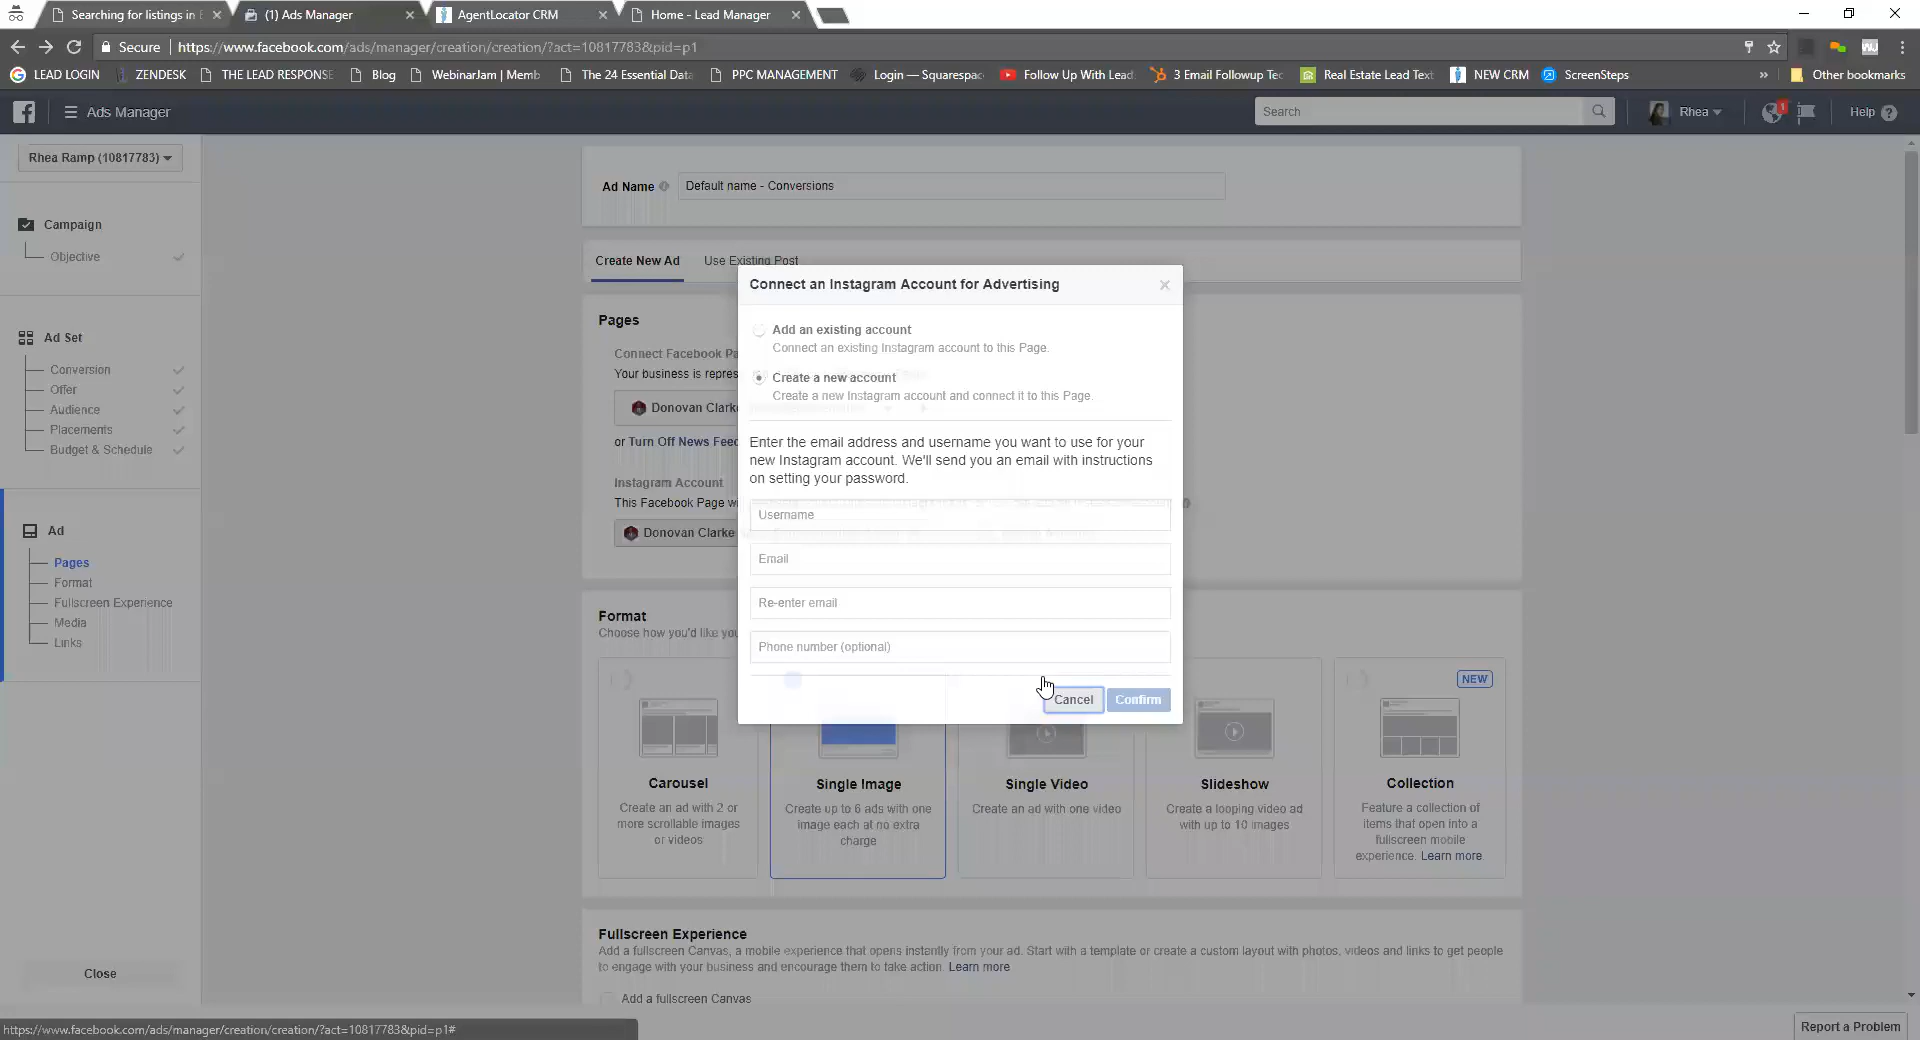 Searching for listings in
(1) Ads Manager
AgentLocator CRM
Home - Lead Manager
Secure
https://www.facebook.com/ads/manager/creation/creation/?act=10817783&pid=p1
LEAD LOGIN
ZENDESK
THE LEAD RESPONSE
Blog
WebinarJam | Memb
The 24 Essential Data
PPC MANAGEMENT
Login — Squarespac
Follow Up With Lead
3 Email Followup Tec
Real Estate Lead Text
NEW CRM
ScreenSteps
»
Other bookmarks
Ads Manager
Search
Rhea
1
Help
Rhea Ramp (10817783)
Campaign
Objective
Ad Set
Conversion
Offer
Audience
Placements
Budget & Schedule
Ad
Pages
Format
Fullscreen Experience
Media
Links
Close
Ad Name
Default name - Conversions
Create New Ad
Use Existing Post
Pages
Connect Facebook Pa
Your business is repres
Donovan Clarke
or Turn Off News Feed
Instagram Account
This Facebook Page wi
Donovan Clarke
Connect an Instagram Account for Advertising
Add an existing account
Connect an existing Instagram account to this Page.
Create a new account
Create a new Instagram account and connect it to this Page.
Enter the email address and username you want to use for your
new Instagram account. We'll send you an email with instructions
on setting your password.
Username
Email
Re-enter email
Phone number (optional)
Cancel
Confirm
Format
Choose how you'd like you
Carousel
Create an ad with 2 or
more scrollable images
or videos
Single Image
Create up to 6 ads with one
image each at no extra
charge
Single Video
Create an ad with one video
Slideshow
Create a looping video ad
with up to 10 images
NEW
Collection
Feature a collection of
items that open into a
fullscreen mobile
experience. Learn more.
Fullscreen Experience
Add a fullscreen Canvas, a mobile experience that opens instantly from your ad. Start with a template or create a custom layout with photos, videos and links to get people
to engage with your business and encourage them to take action. Learn more
Add a fullscreen Canvas
https://www.facebook.com/ads/manager/creation/creation/?act=10817783&pid=p1#
Report a Problem